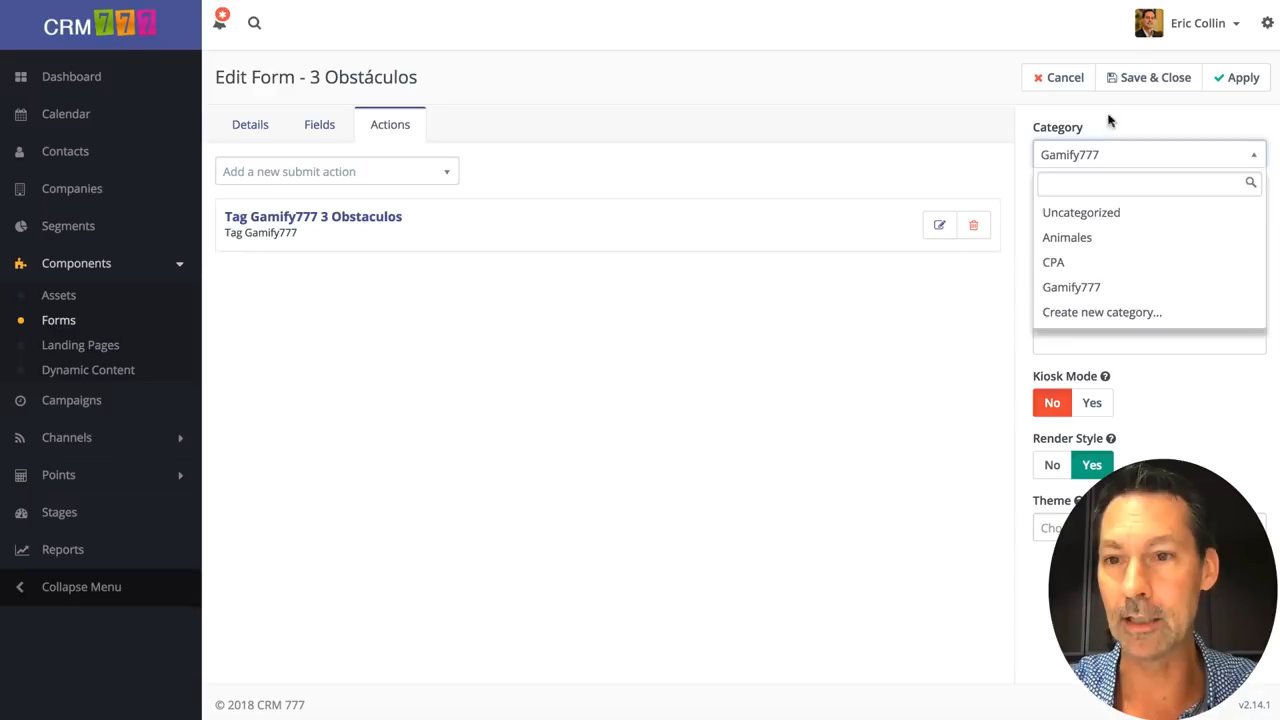 CRM777
Eric Collin
Dashboard
Calendar
Contacts
Companies
Segments
Components
Assets
Forms
Landing Pages
Dynamic Content
Campaigns
Channels
Points
Stages
Reports
Collapse Menu
Edit Form - 3 Obstáculos
Cancel
Save & Close
Apply
Details
Fields
Actions
Add a new submit action
Tag Gamify777 3 Obstaculos
Tag Gamify777
Category
Gamify777
Uncategorized
Animales
CPA
Gamify777
Create new category...
Kiosk Mode
No
Yes
Render Style
No
Yes
Theme
© 2018 CRM 777
v2.14.1